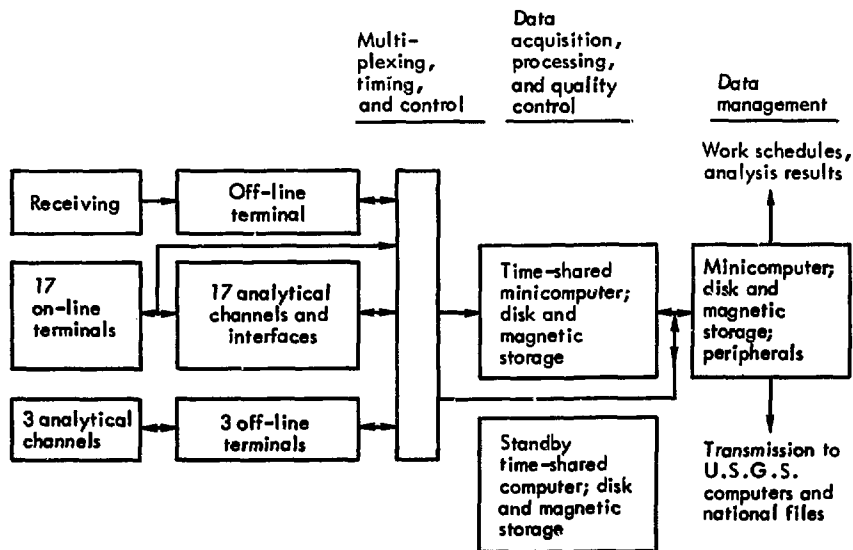 Multi-
plexing,
timing,
and control
Data
acquisition,
processing,
and quality
control
Data
management
Work schedules,
analysis results
Receiving
Off-line
terminal
17
on-line
terminals
17 analytical
channels and
interfaces
3 analytical
channels
3 off-line
terminals
Time-shared
minicomputer;
disk and
magnetic
storage
Standby
time-shared
computer; disk
and magnetic
storage
Minicomputer;
disk and
magnetic
storage;
peripherals
Transmission to
U.S.G.S.
computers and
national files